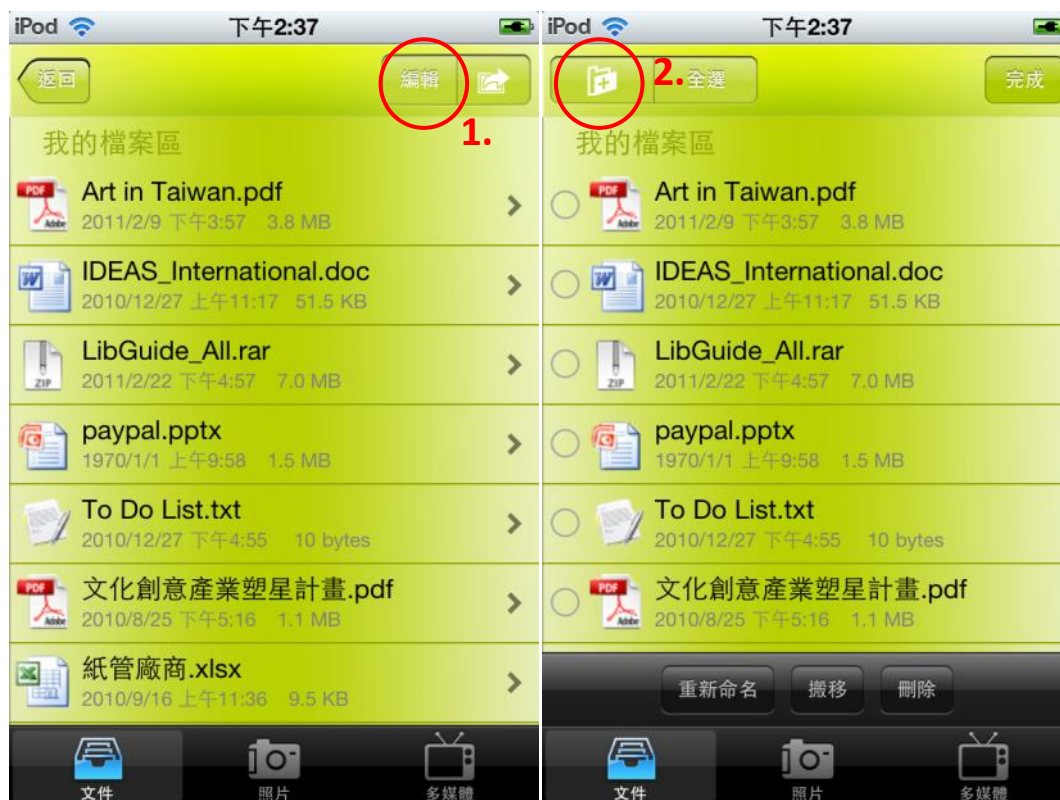 iPod 下午2:37
返回 編輯
1.
我的檔案區
PDF Adobe Art in Taiwan.pdf
2011/2/9 下午3:57 3.8 MB
W IDEAS_International.doc
2010/12/27 上午11:17 51.5 KB
ZIP LibGuide_All.rar
2011/2/22 下午4:57 7.0 MB
paypal.pptx
1970/1/1 上午9:58 1.5 MB
To Do List.txt
2010/12/27 下午4:55 10 bytes
PDF Adobe 文化創意產業塑星計畫.pdf
2010/8/25 下午5:16 1.1 MB
紙管廠商.xlsx
2010/9/16 上午11:36 9.5 KB
文件 照片 多媒體
iPod 下午2:37
2. 全選 完成
我的檔案區
PDF Adobe Art in Taiwan.pdf
2011/2/9 下午3:57 3.8 MB
W IDEAS_International.doc
2010/12/27 上午11:17 51.5 KB
ZIP LibGuide_All.rar
2011/2/22 下午4:57 7.0 MB
paypal.pptx
1970/1/1 上午9:58 1.5 MB
To Do List.txt
2010/12/27 下午4:55 10 bytes
PDF Adobe 文化創意產業塑星計畫.pdf
2010/8/25 下午5:16 1.1 MB
重新命名 搬移 刪除
文件 照片 多媒體